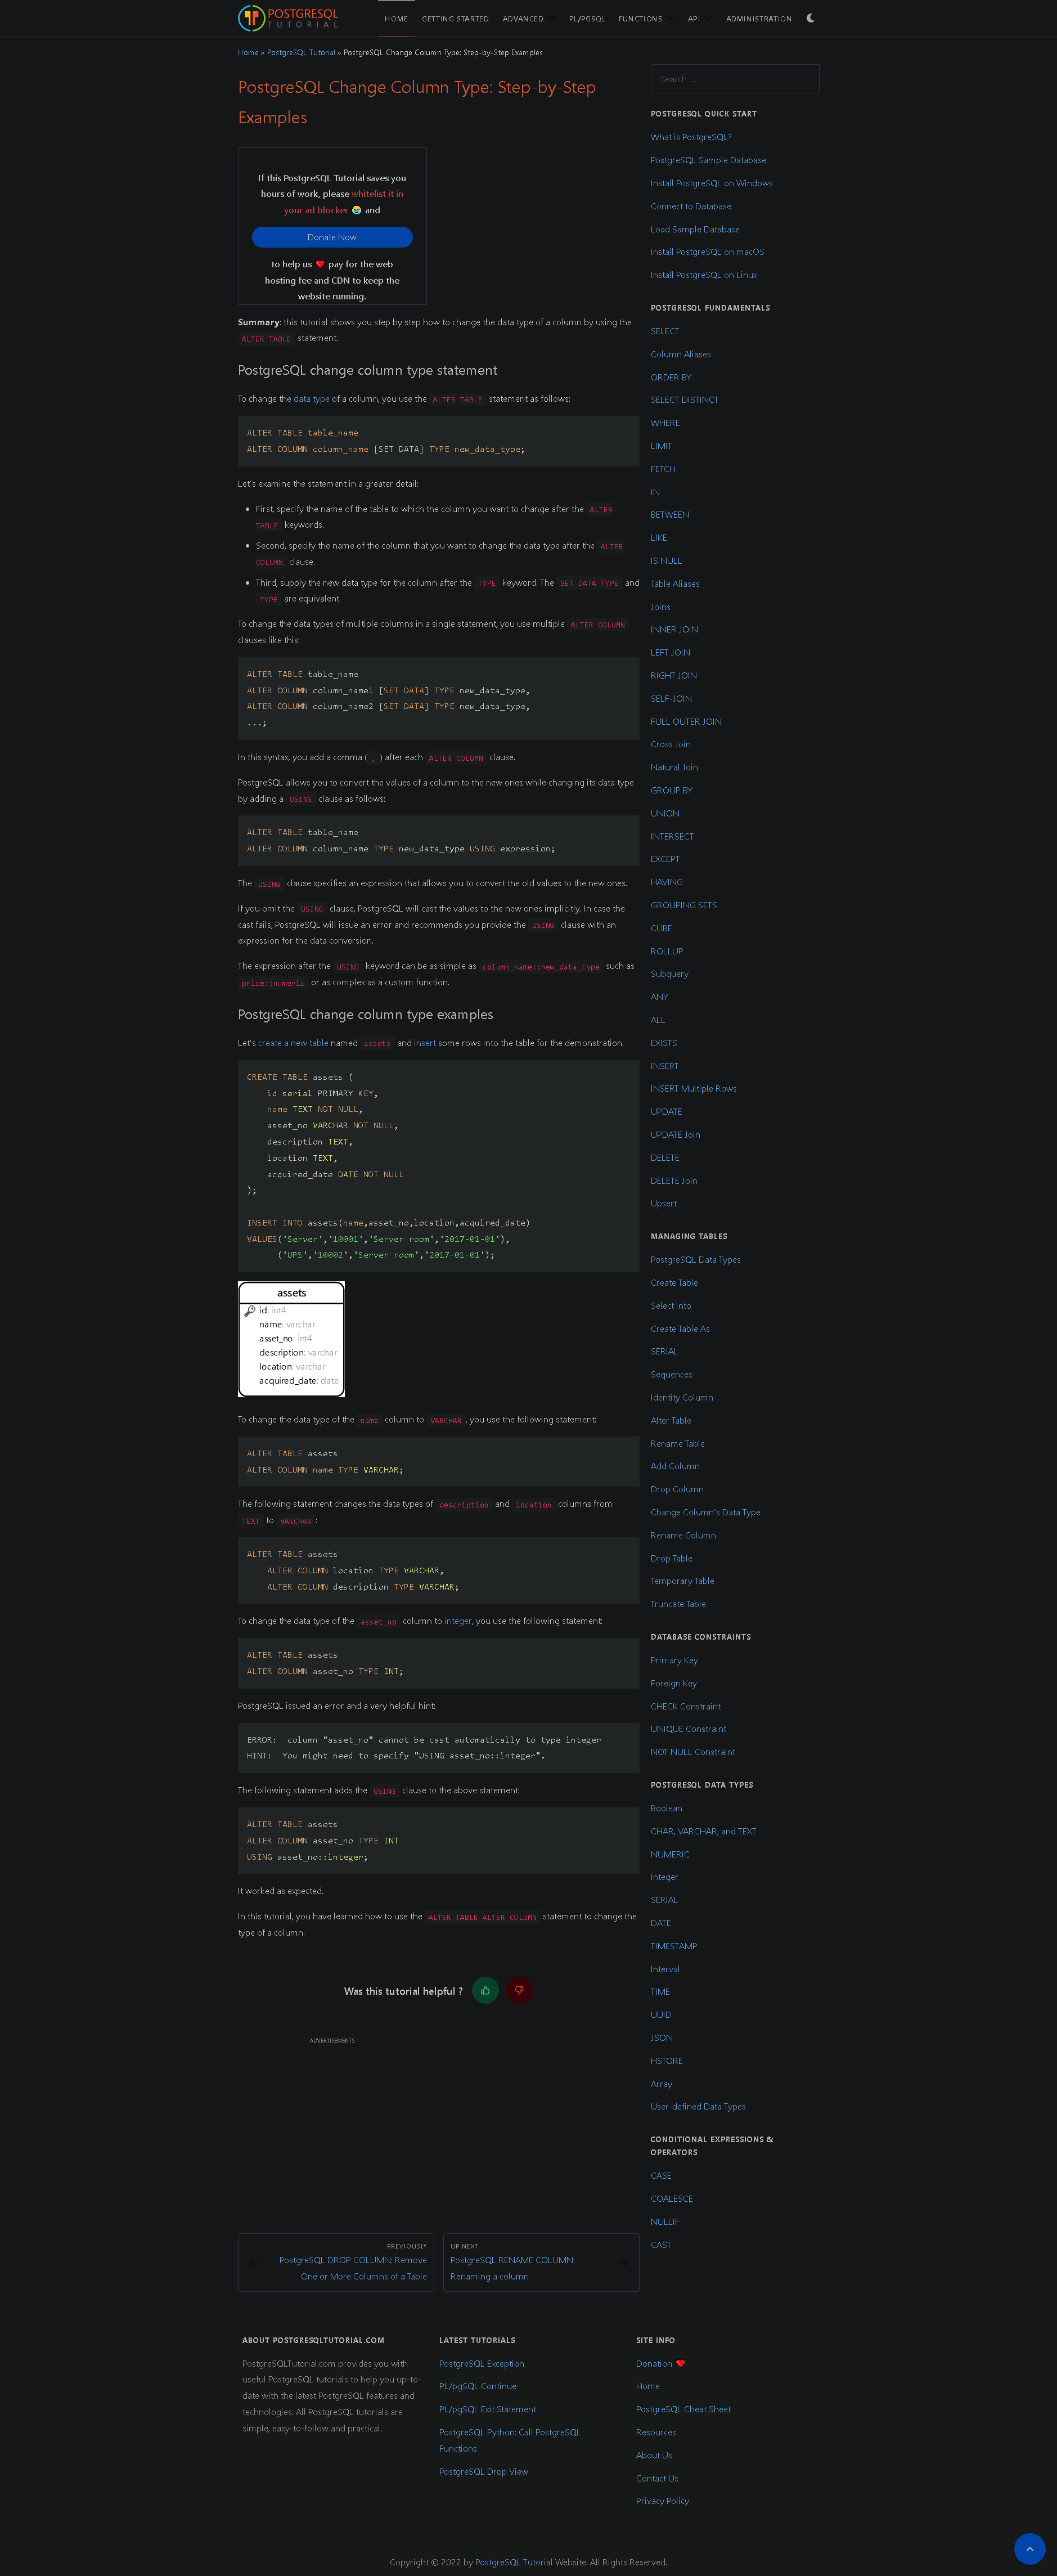 POSTGRESQL
TUTORIAL
HOME
GETTING STARTED
ADVANCED
PL/PGSQL
FUNCTIONS
API
ADMINISTRATION
Home » PostgreSQL Tutorial » PostgreSQL Change Column Type: Step-by-Step Examples
PostgreSQL Change Column Type: Step-by-Step
Examples
If this PostgreSQL Tutorial saves you
hours of work, please whitelist it in
your ad blocker 😭 and
Donate Now
to help us ❤️ pay for the web
hosting fee and CDN to keep the
website running.
Summary: this tutorial shows you step by step how to change the data type of a column by using the
ALTER TABLE statement.
PostgreSQL change column type statement
To change the data type of a column, you use the ALTER TABLE statement as follows:
ALTER TABLE table_name
ALTER COLUMN column_name [SET DATA] TYPE new_data_type;
Let's examine the statement in a greater detail:
First, specify the name of the table to which the column you want to change after the ALTER
TABLE keywords.
Second, specify the name of the column that you want to change the data type after the ALTER
COLUMN clause.
Third, supply the new data type for the column after the TYPE keyword. The SET DATA TYPE and
TYPE are equivalent.
To change the data types of multiple columns in a single statement, you use multiple ALTER COLUMN
clauses like this:
ALTER TABLE table_name
ALTER COLUMN column_name1 [SET DATA] TYPE new_data_type,
ALTER COLUMN column_name2 [SET DATA] TYPE new_data_type,
...;
In this syntax, you add a comma ( , ) after each ALTER COLUMN clause.
PostgreSQL allows you to convert the values of a column to the new ones while changing its data type
by adding a USING clause as follows:
ALTER TABLE table_name
ALTER COLUMN column_name TYPE new_data_type USING expression;
The USING clause specifies an expression that allows you to convert the old values to the new ones.
If you omit the USING clause, PostgreSQL will cast the values to the new ones implicitly. In case the
cast fails, PostgreSQL will issue an error and recommends you provide the USING clause with an
expression for the data conversion.
The expression after the USING keyword can be as simple as column_name::new_data_type such as
price::numeric or as complex as a custom function.
PostgreSQL change column type examples
Let's create a new table named assets and insert some rows into the table for the demonstration.
CREATE TABLE assets (
id serial PRIMARY KEY,
name TEXT NOT NULL,
asset_no VARCHAR NOT NULL,
description TEXT,
location TEXT,
acquired_date DATE NOT NULL
);
INSERT INTO assets(name,asset_no,location,acquired_date)
VALUES('Server','10001','Server room','2017-01-01'),
('UPS','10002','Server room','2017-01-01');
assets
id: int4
name: varchar
asset_no: int4
description: varchar
location: varchar
acquired_date: date
To change the data type of the name column to VARCHAR , you use the following statement:
ALTER TABLE assets
ALTER COLUMN name TYPE VARCHAR;
The following statement changes the data types of description and location columns from
TEXT to VARCHAR :
ALTER TABLE assets
ALTER COLUMN location TYPE VARCHAR,
ALTER COLUMN description TYPE VARCHAR;
To change the data type of the asset_no column to integer, you use the following statement:
ALTER TABLE assets
ALTER COLUMN asset_no TYPE INT;
PostgreSQL issued an error and a very helpful hint:
ERROR:  column "asset_no" cannot be cast automatically to type integer
HINT:  You might need to specify "USING asset_no::integer".
The following statement adds the USING clause to the above statement:
ALTER TABLE assets
ALTER COLUMN asset_no TYPE INT
USING asset_no::integer;
It worked as expected.
In this tutorial, you have learned how to use the ALTER TABLE ALTER COLUMN statement to change the
type of a column.
Was this tutorial helpful ?
ADVERTISEMENTS
PREVIOUSLY
PostgreSQL DROP COLUMN: Remove
One or More Columns of a Table
UP NEXT
PostgreSQL RENAME COLUMN:
Renaming a column
Search …
POSTGRESQL QUICK START
What is PostgreSQL?
PostgreSQL Sample Database
Install PostgreSQL on Windows
Connect to Database
Load Sample Database
Install PostgreSQL on macOS
Install PostgreSQL on Linux
POSTGRESQL FUNDAMENTALS
SELECT
Column Aliases
ORDER BY
SELECT DISTINCT
WHERE
LIMIT
FETCH
IN
BETWEEN
LIKE
IS NULL
Table Aliases
Joins
INNER JOIN
LEFT JOIN
RIGHT JOIN
SELF-JOIN
FULL OUTER JOIN
Cross Join
Natural Join
GROUP BY
UNION
INTERSECT
EXCEPT
HAVING
GROUPING SETS
CUBE
ROLLUP
Subquery
ANY
ALL
EXISTS
INSERT
INSERT Multiple Rows
UPDATE
UPDATE Join
DELETE
DELETE Join
Upsert
MANAGING TABLES
PostgreSQL Data Types
Create Table
Select Into
Create Table As
SERIAL
Sequences
Identity Column
Alter Table
Rename Table
Add Column
Drop Column
Change Column's Data Type
Rename Column
Drop Table
Temporary Table
Truncate Table
DATABASE CONSTRAINTS
Primary Key
Foreign Key
CHECK Constraint
UNIQUE Constraint
NOT NULL Constraint
POSTGRESQL DATA TYPES
Boolean
CHAR, VARCHAR, and TEXT
NUMERIC
Integer
SERIAL
DATE
TIMESTAMP
Interval
TIME
UUID
JSON
HSTORE
Array
User-defined Data Types
CONDITIONAL EXPRESSIONS &
OPERATORS
CASE
COALESCE
NULLIF
CAST
ABOUT POSTGRESQLTUTORIAL.COM
PostgreSQLTutorial.com provides you with
useful PostgreSQL tutorials to help you up-to-
date with the latest PostgreSQL features and
technologies. All PostgreSQL tutorials are
simple, easy-to-follow and practical.
LATEST TUTORIALS
PostgreSQL Exception
PL/pgSQL Continue
PL/pgSQL Exit Statement
PostgreSQL Python: Call PostgreSQL
Functions
PostgreSQL Drop View
SITE INFO
Donation ❤️
Home
PostgreSQL Cheat Sheet
Resources
About Us
Contact Us
Privacy Policy
Copyright © 2022 by PostgreSQL Tutorial Website. All Rights Reserved.